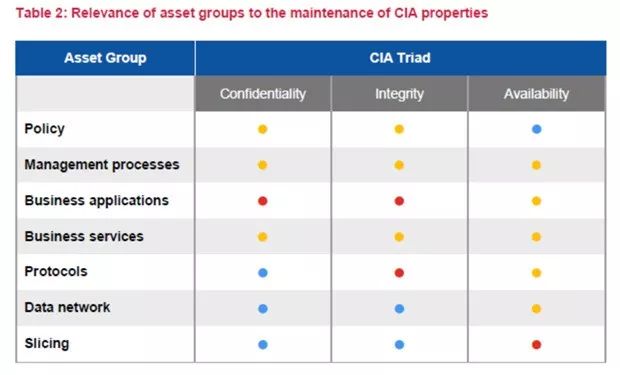 Table 2: Relevance of asset groups to the maintenance of CIA properties
Asset Group CIA Triad
Confidentiality Integrity Availability
Policy
Management processes
Business applications
Business services
Protocols
Data network
Slicing